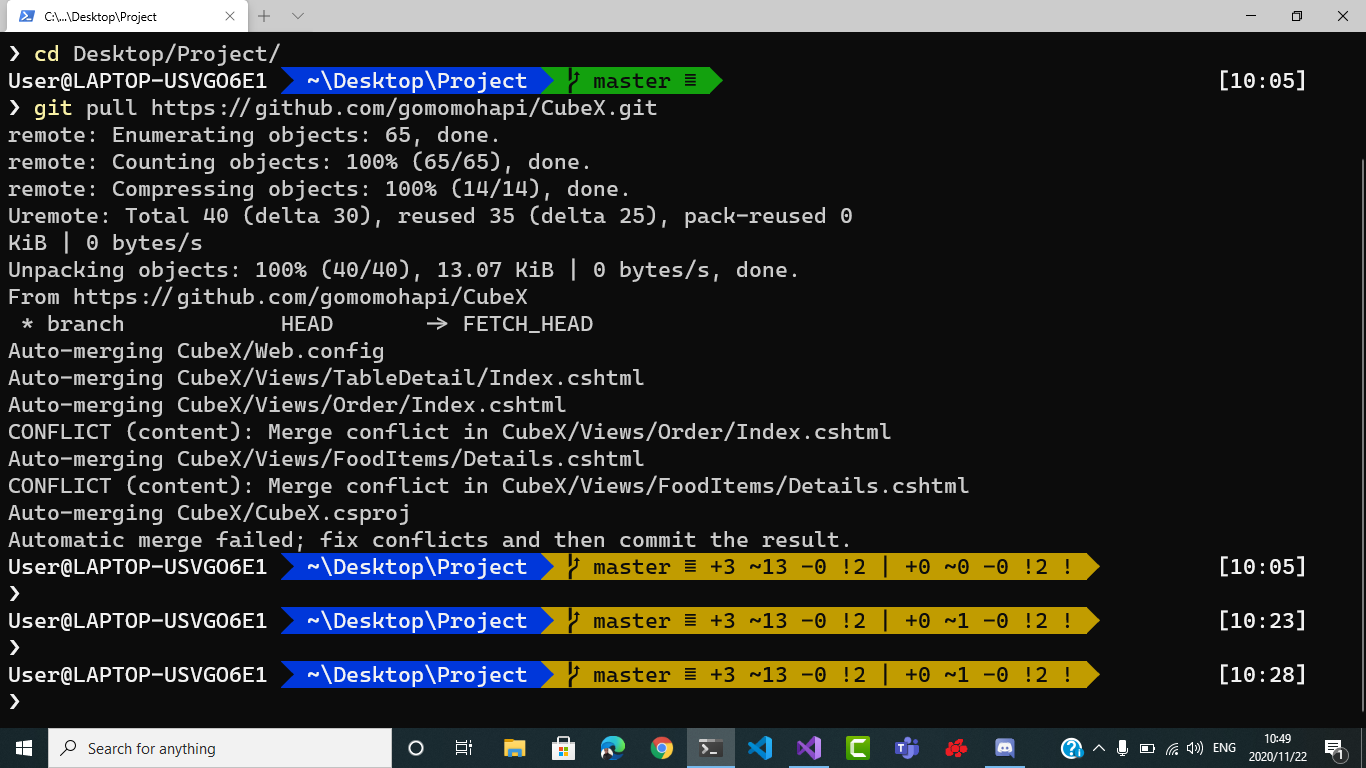 C:\...\Desktop\Project
❯ cd Desktop/Project/
User@LAPTOP-USVGO6E1 ~\Desktop\Project master ≡ [10:05]
❯ git pull https://github.com/gomomohapi/CubeX.git
remote: Enumerating objects: 65, done.
remote: Counting objects: 100% (65/65), done.
remote: Compressing objects: 100% (14/14), done.
Uremote: Total 40 (delta 30), reused 35 (delta 25), pack-reused 0
KiB | 0 bytes/s
Unpacking objects: 100% (40/40), 13.07 KiB | 0 bytes/s, done.
From https://github.com/gomomohapi/CubeX
* branch HEAD -> FETCH_HEAD
Auto-merging CubeX/Web.config
Auto-merging CubeX/Views/TableDetail/Index.cshtml
Auto-merging CubeX/Views/Order/Index.cshtml
CONFLICT (content): Merge conflict in CubeX/Views/Order/Index.cshtml
Auto-merging CubeX/Views/FoodItems/Details.cshtml
CONFLICT (content): Merge conflict in CubeX/Views/FoodItems/Details.cshtml
Auto-merging CubeX/CubeX.csproj
Automatic merge failed; fix conflicts and then commit the result.
User@LAPTOP-USVGO6E1 ~\Desktop\Project master ≡ +3 ~13 -0 !2 | +0 ~0 -0 !2 ! [10:05]
❯
User@LAPTOP-USVGO6E1 ~\Desktop\Project master ≡ +3 ~13 -0 !2 | +0 ~1 -0 !2 ! [10:23]
❯
User@LAPTOP-USVGO6E1 ~\Desktop\Project master ≡ +3 ~13 -0 !2 | +0 ~1 -0 !2 ! [10:28]
❯
Search for anything
ENG
10:49
2020/11/22
1